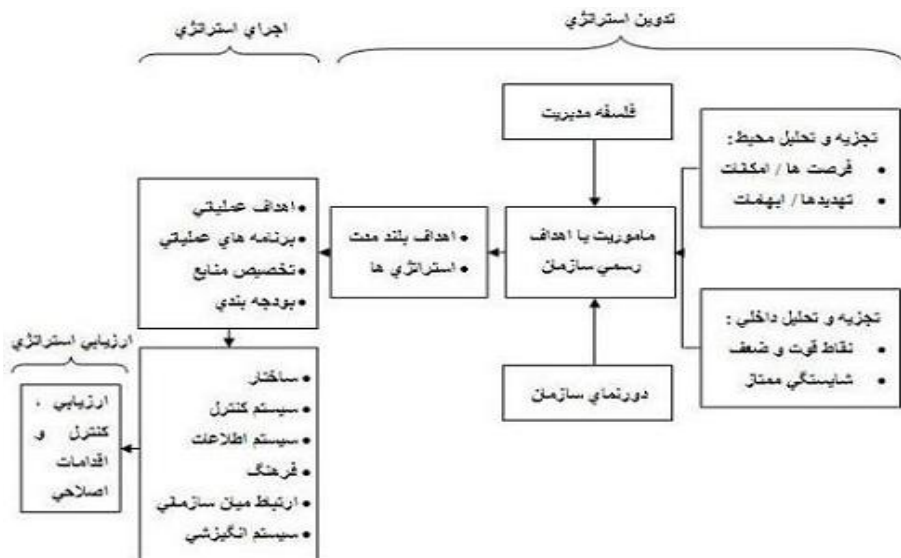 تدوين استراتژي
اجراي استراتژي
فلسفه مديريت
تجزيه و تحليل محيط :
• فرصت ها / امكانات
• تهديدها / ابهامات
تجزيه و تحليل داخلي :
• نقاط قوت و ضعف
• شايستگي ممتاز
ماموريت يا اهداف
رسمي سازمان
دورنماي سازمان
• اهداف بلند مدت
• استراتژي ها
• اهداف عملياتي
• برنامه هاي عملياتي
• تخصيص منابع
• بودجه بندي
• ساختار
• سيستم كنترل
• سيستم اطلاعات
• فرهنگ
• ارتباط ميان سازماني
• سيستم انگيزشي
ارزيابي استراتژي
ارزيابي ،
كنترل و
اقدامات
اصلاحي